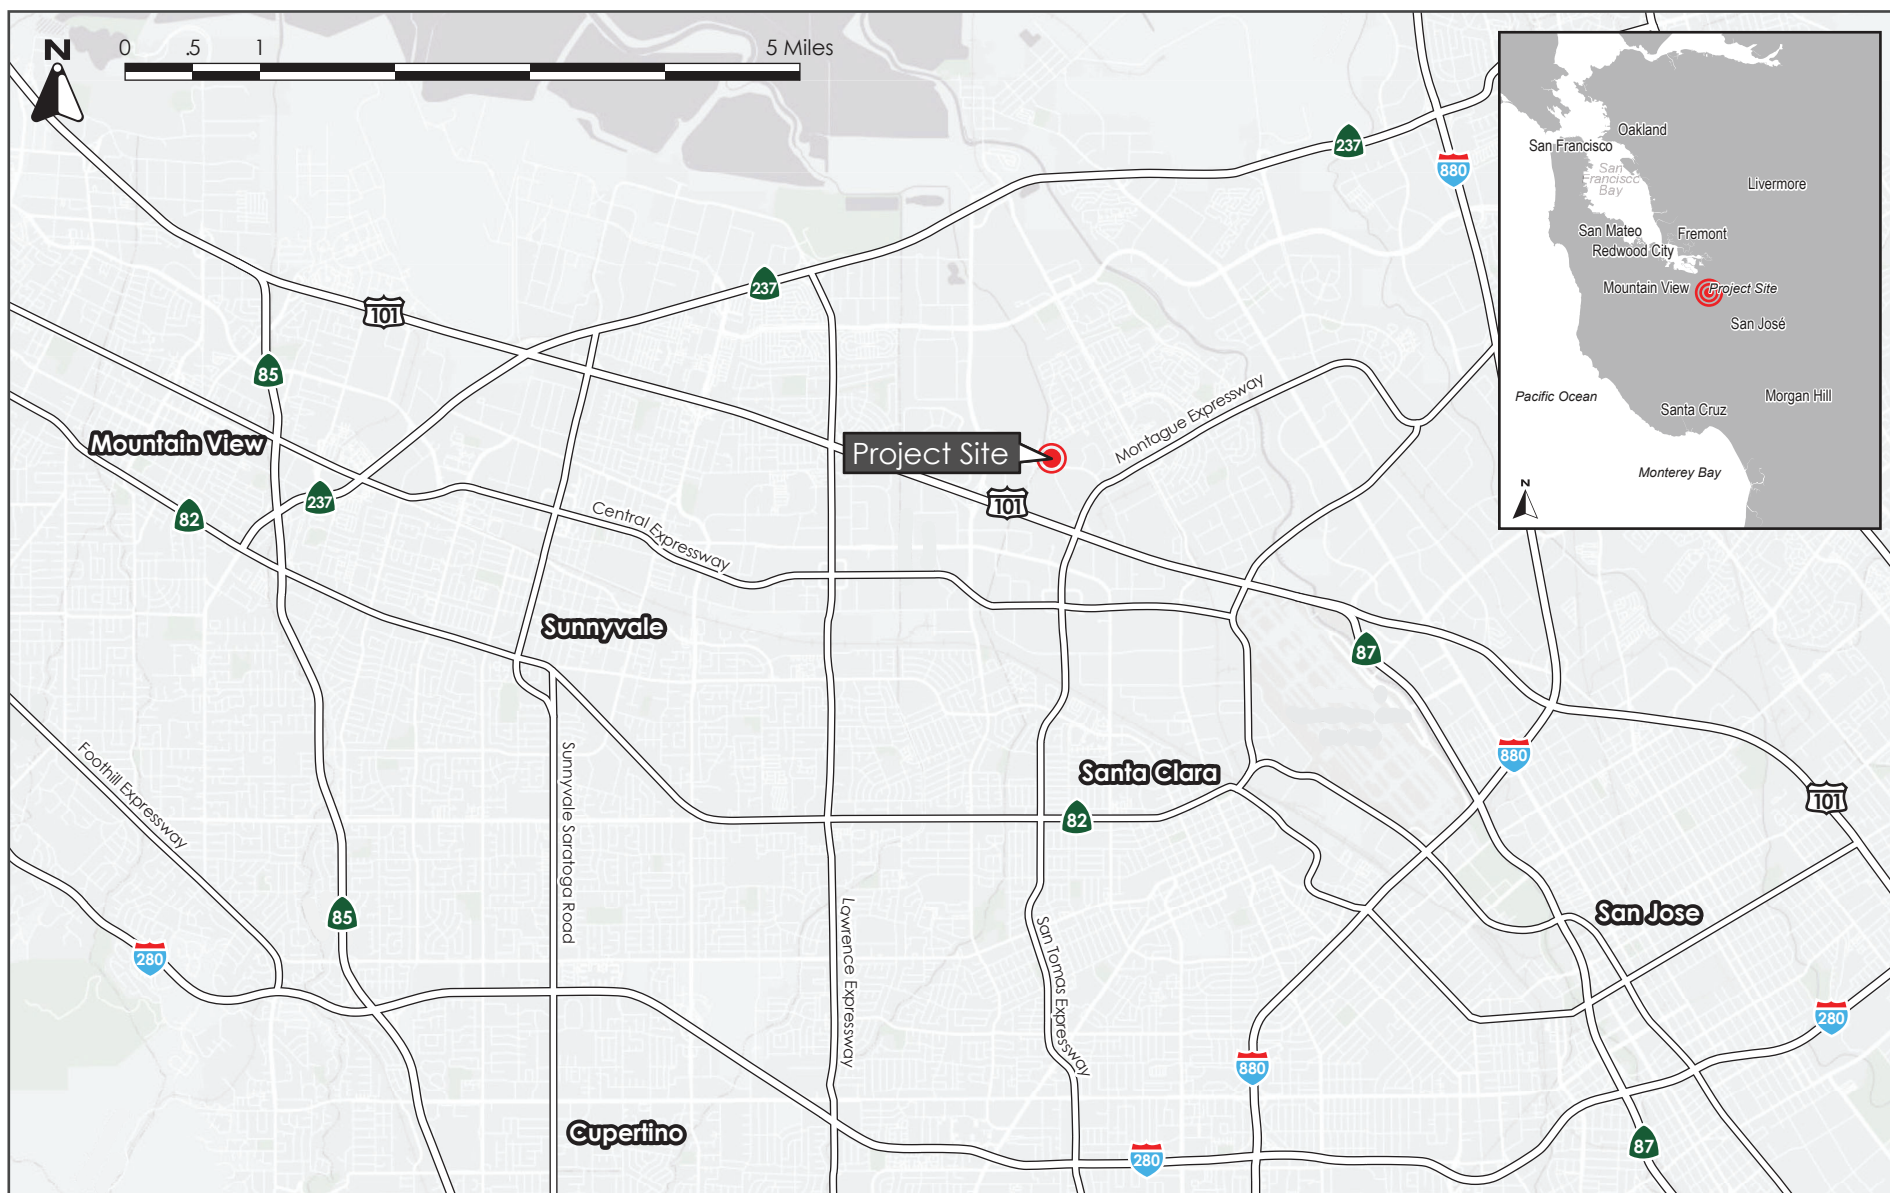 N
0 .5 1 5 Miles
237
880
237
101
85
Mountain View
237
82
Project Site
Montague Expressway
101
Central Expressway
Sunnyvale
87
880
Santa Clara
82
101
Foothill Expressway
Sunnyvale Saratoga Road
85
280
Lawrence Expressway
San Tomas Expressway
San Jose
280
880
Cupertino
280
87
Oakland
San Francisco
San
Francisco
Bay
Livermore
San Mateo
Fremont
Redwood City
Mountain View
Project Site
San José
Pacific Ocean
Morgan Hill
Santa Cruz
Monterey Bay
N